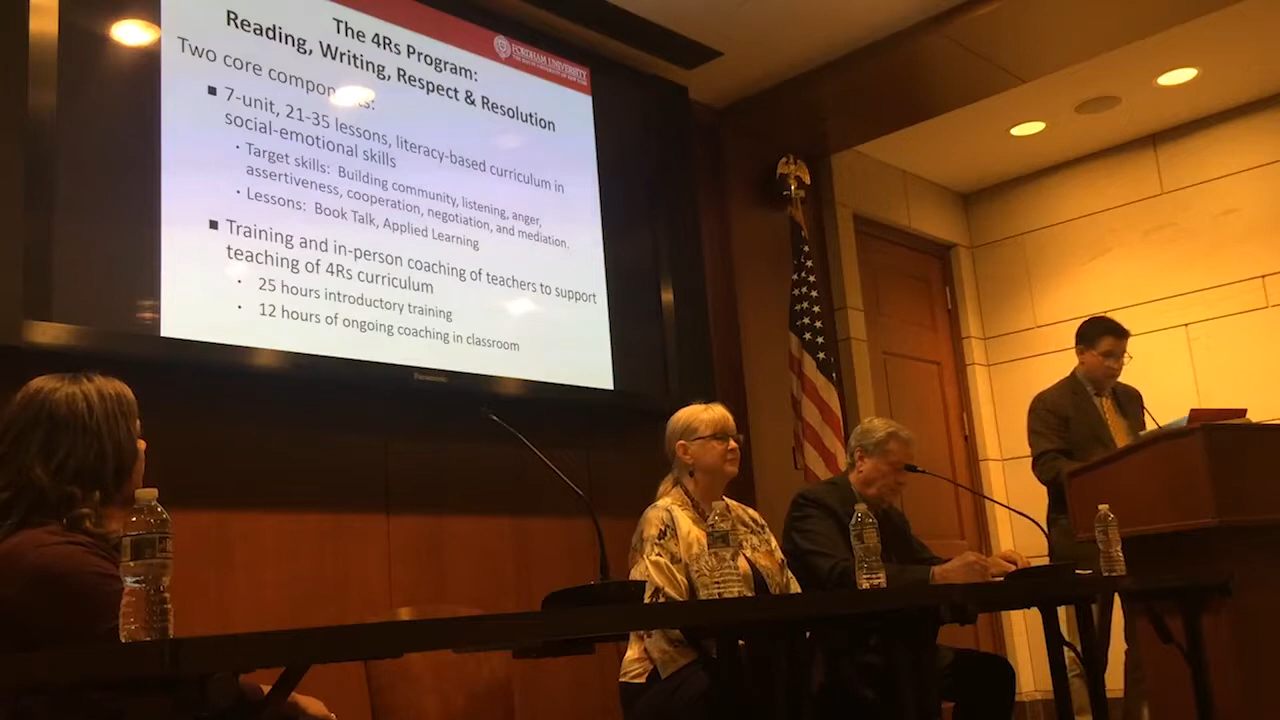 The 4Rs Program:
Reading, Writing, Respect & Resolution
FORDHAM UNIVERSITY
Two core components:
■ 7-unit, 21-35 lessons, literacy-based curriculum in
social-emotional skills
• Target skills: Building community, listening, anger,
assertiveness, cooperation, negotiation, and mediation.
• Lessons: Book Talk, Applied Learning
■ Training and in-person coaching of teachers to support
teaching of 4Rs curriculum
• 25 hours introductory training
• 12 hours of ongoing coaching in classroom
Panasonic